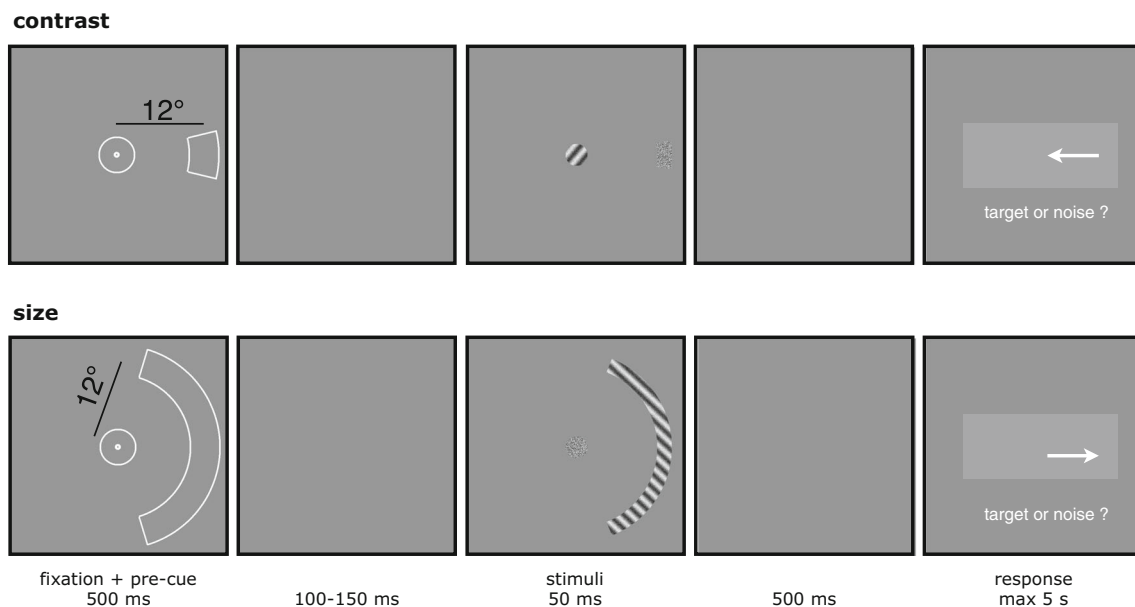 contrast
12°
target or noise ?
size
12°
target or noise ?
fixation + pre-cue
500 ms
100-150 ms
stimuli
50 ms
500 ms
response
max 5 s